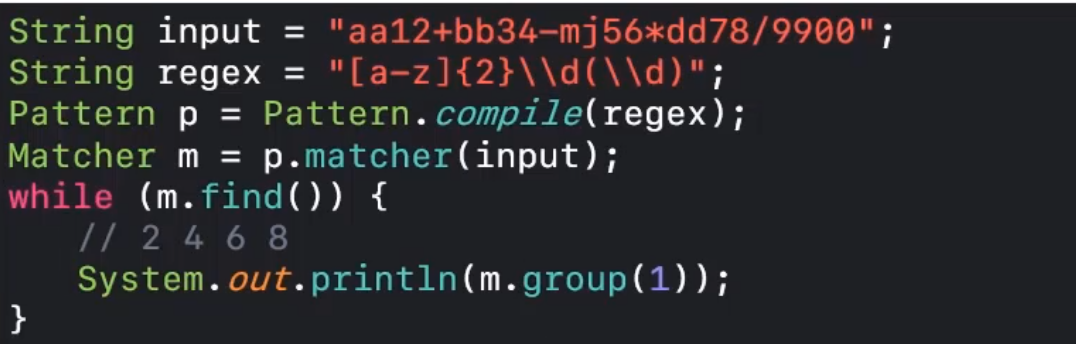 String input = "aa12+bb34-mj56*dd78/9900";
String regex = "[a-z]{2}\\d(\\d)";
Pattern p = Pattern.compile(regex);
Matcher m = p.matcher(input);
while (m.find()) {
    // 2 4 6 8
    System.out.println(m.group(1));
}